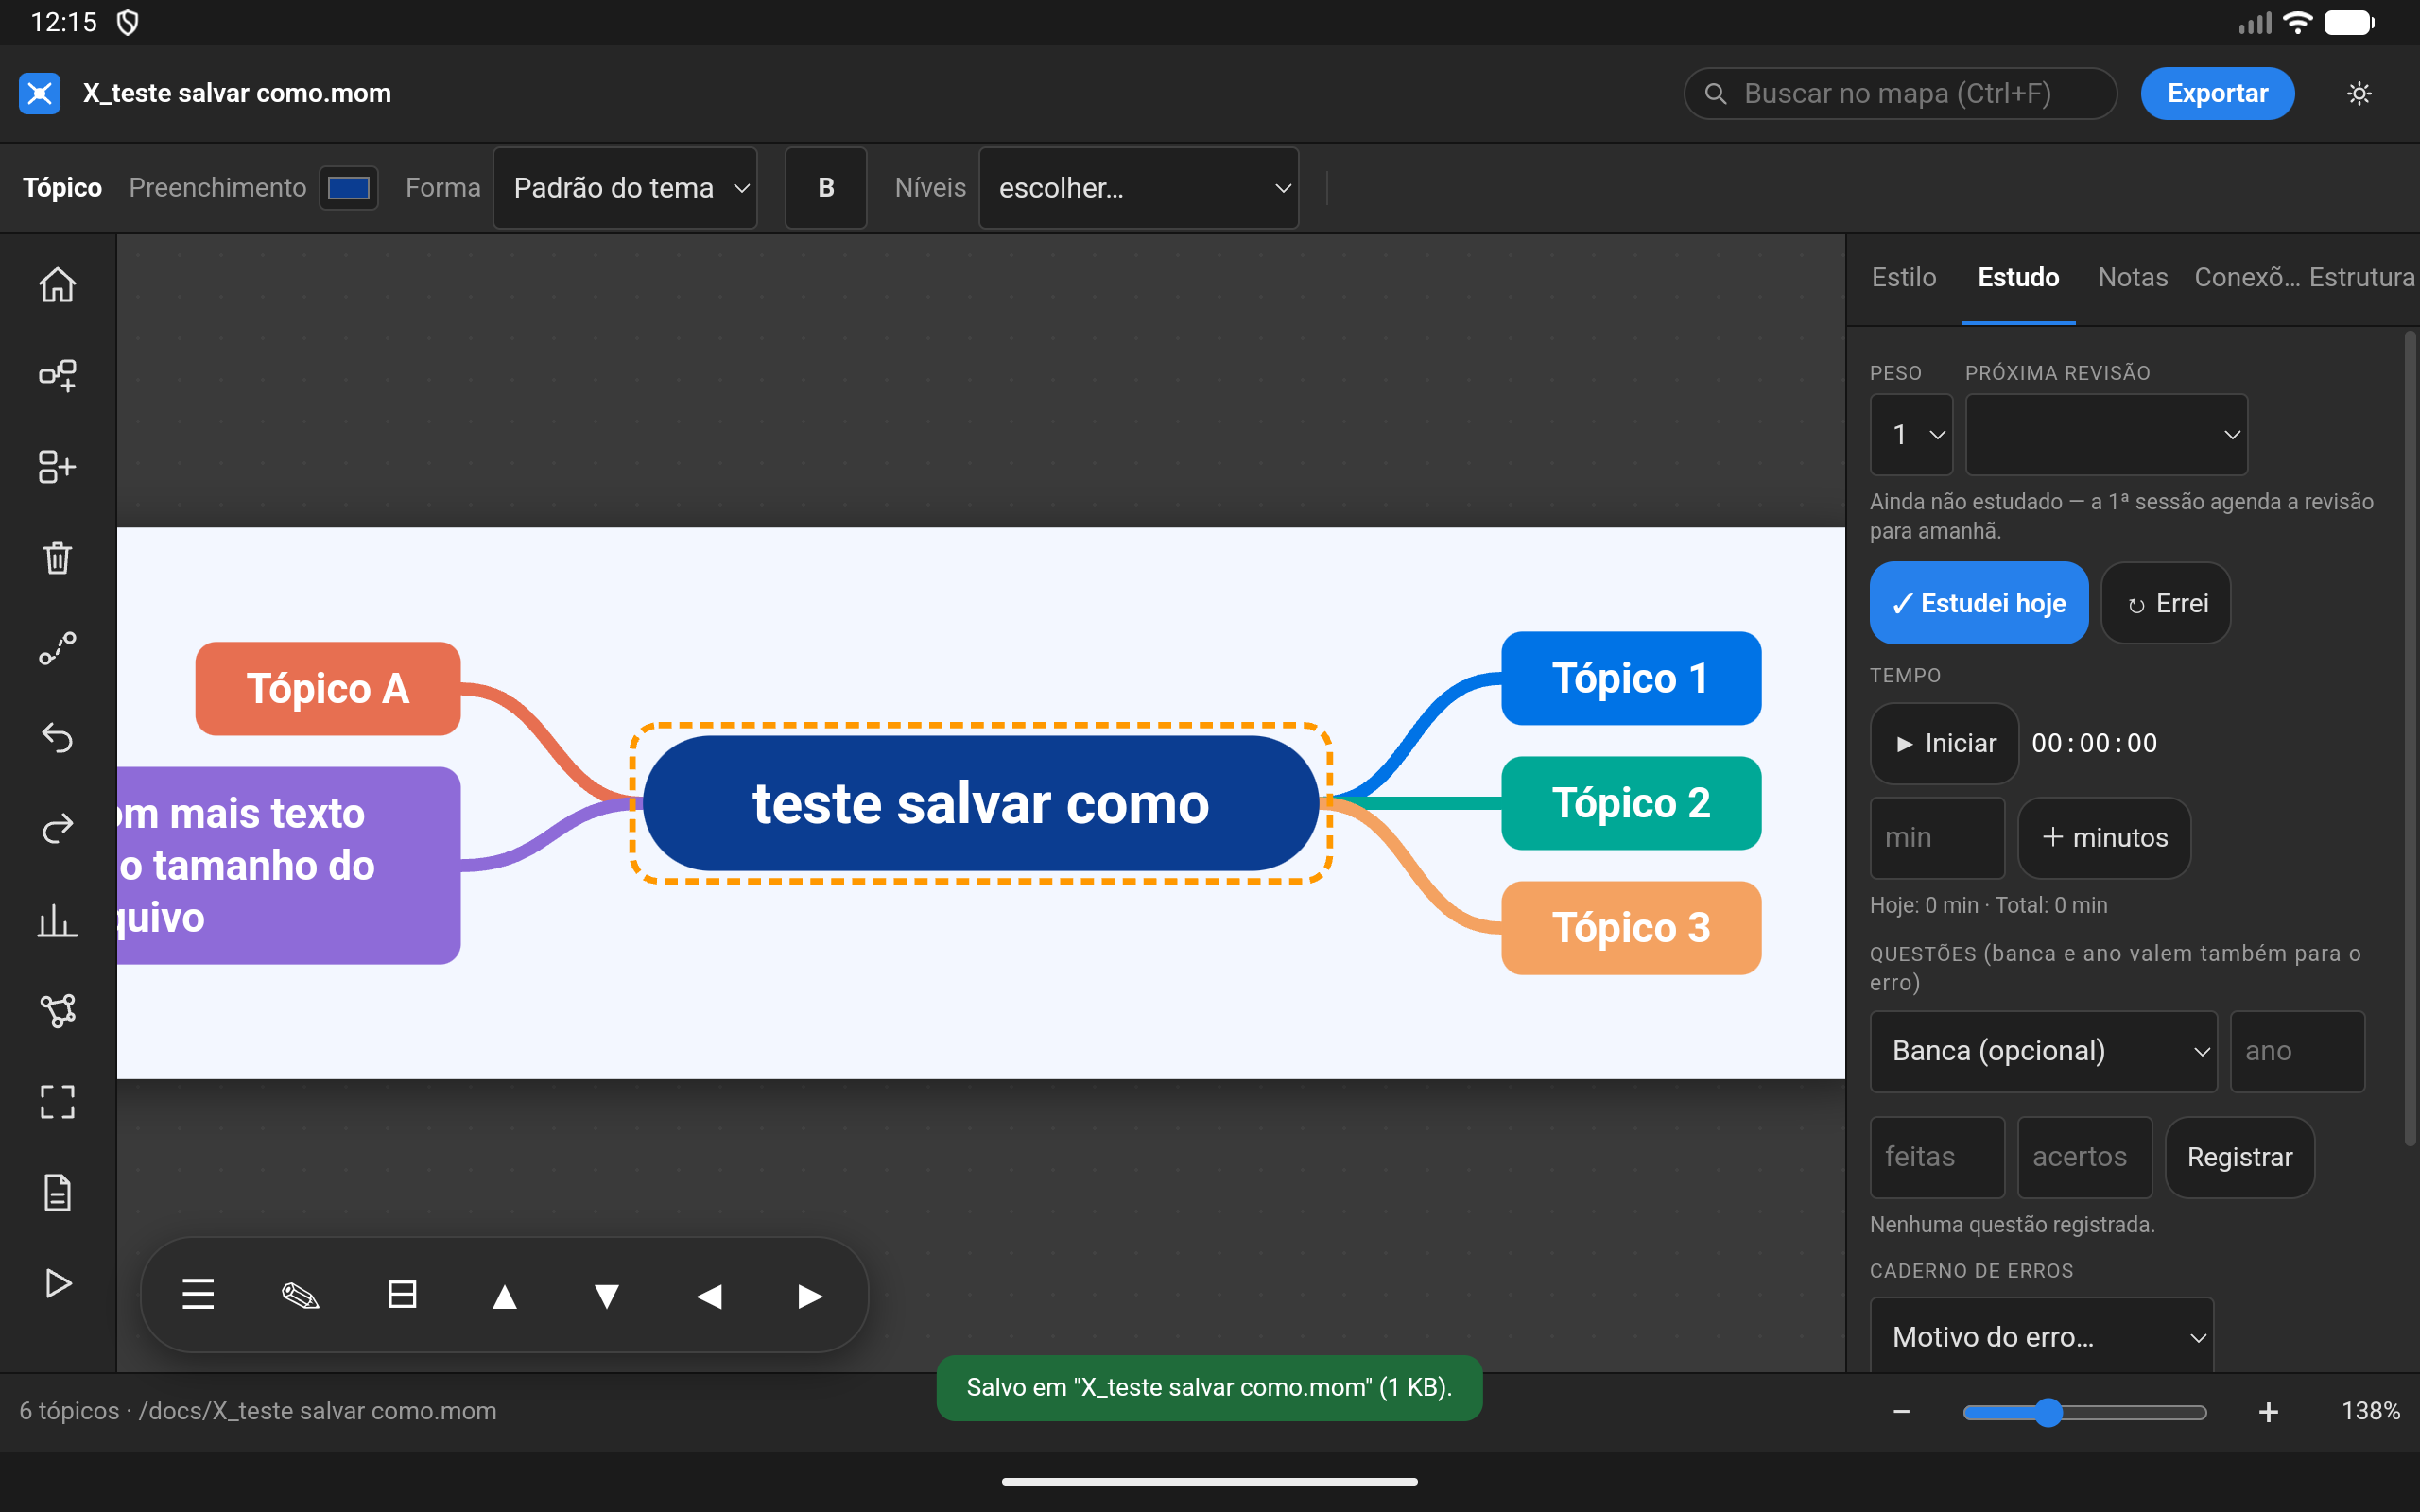 12:15
X_teste salvar como.mom
Buscar no mapa (Ctrl+F)
Exportar
Tópico
Preenchimento
Forma
Padrão do tema
B
Níveis
escolher...
Estilo
Estudo
Notas
Conexõ...
Estrutura
PESO
PRÓXIMA REVISÃO
1
Ainda não estudado — a 1ª sessão agenda a revisão
para amanhã.
✓ Estudei hoje
↻ Errei
TEMPO
▶ Iniciar
00:00:00
min
+ minutos
Hoje: 0 min · Total: 0 min
QUESTÕES (banca e ano valem também para o
erro)
Banca (opcional)
ano
feitas
acertos
Registrar
Nenhuma questão registrada.
CADERNO DE ERROS
Motivo do erro...
Tópico A
om mais texto
o tamanho do
quivo
teste salvar como
Tópico 1
Tópico 2
Tópico 3
Salvo em "X_teste salvar como.mom" (1 KB).
6 tópicos · /docs/X_teste salvar como.mom
− + 138%